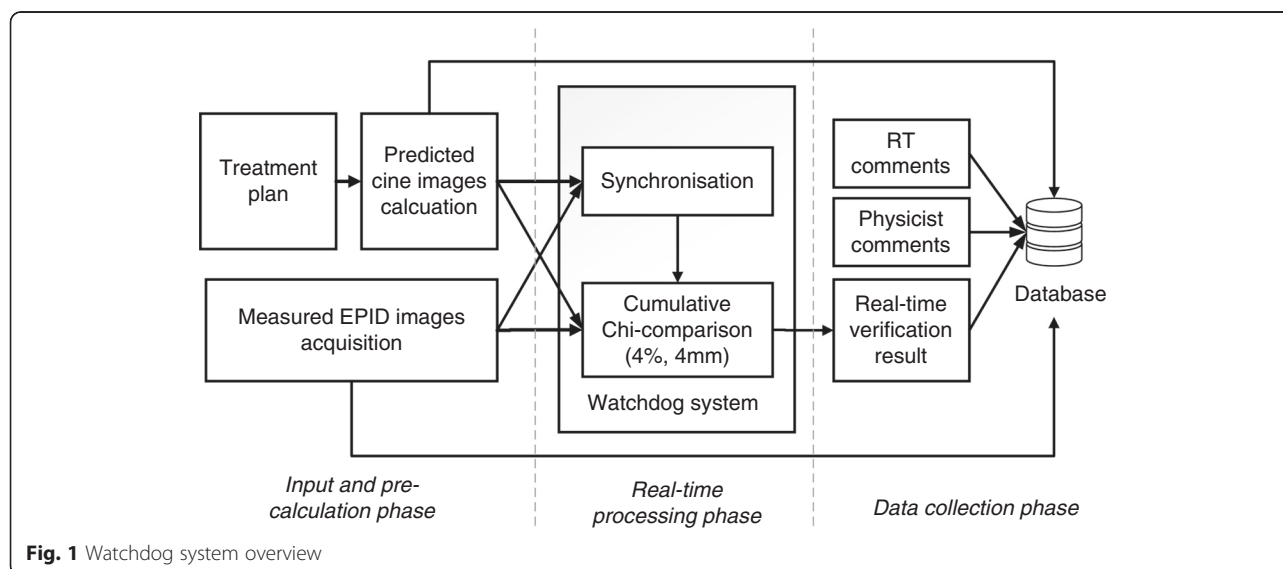 Treatment
plan
Predicted
cine images
calcuation
Measured EPID images
acquisition
Synchronisation
Cumulative
Chi-comparison
(4%, 4mm)
Watchdog system
RT
comments
Physicist
comments
Real-time
verification
result
Database
Input and pre-
calculation phase
Real-time
processing phase
Data collection phase
Fig. 1 Watchdog system overview